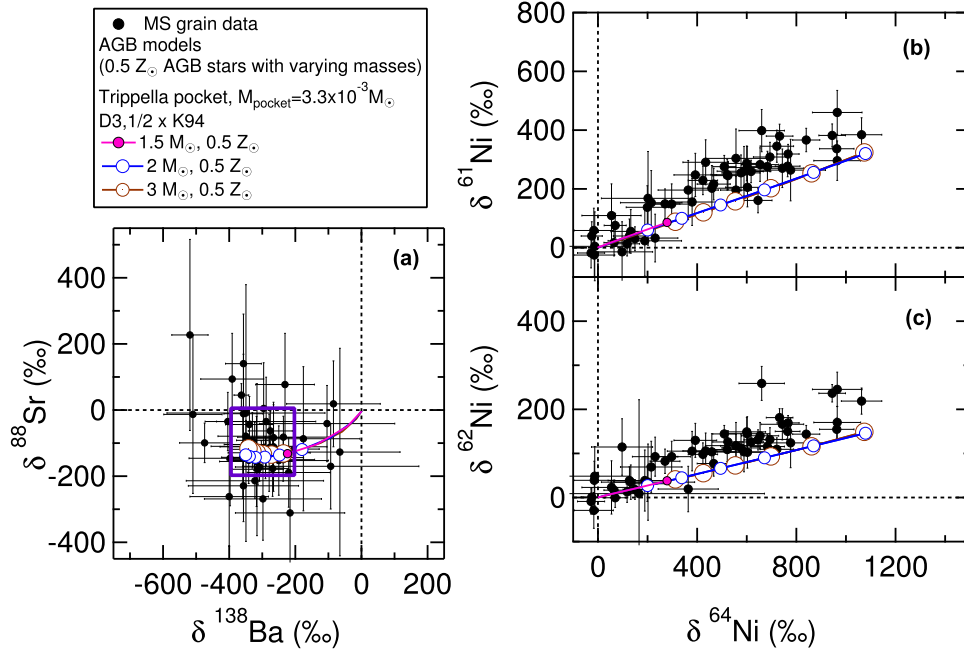 MS grain data
AGB models
(0.5 Z☉ AGB stars with varying masses)
Trippella pocket, Mpocket=3.3x10⁻³M☉
D3,1/2 x K94
1.5 M☉, 0.5 Z☉
2 M☉, 0.5 Z☉
3 M☉, 0.5 Z☉
(a)
400
200
0
-200
-400
δ ⁸⁸Sr (‰)
-600 -400 -200 0 200
δ ¹³⁸Ba (‰)
(b)
800
600
400
200
0
δ ⁶¹Ni (‰)
(c)
400
200
0
δ ⁶²Ni (‰)
0 400 800 1200
δ ⁶⁴Ni (‰)